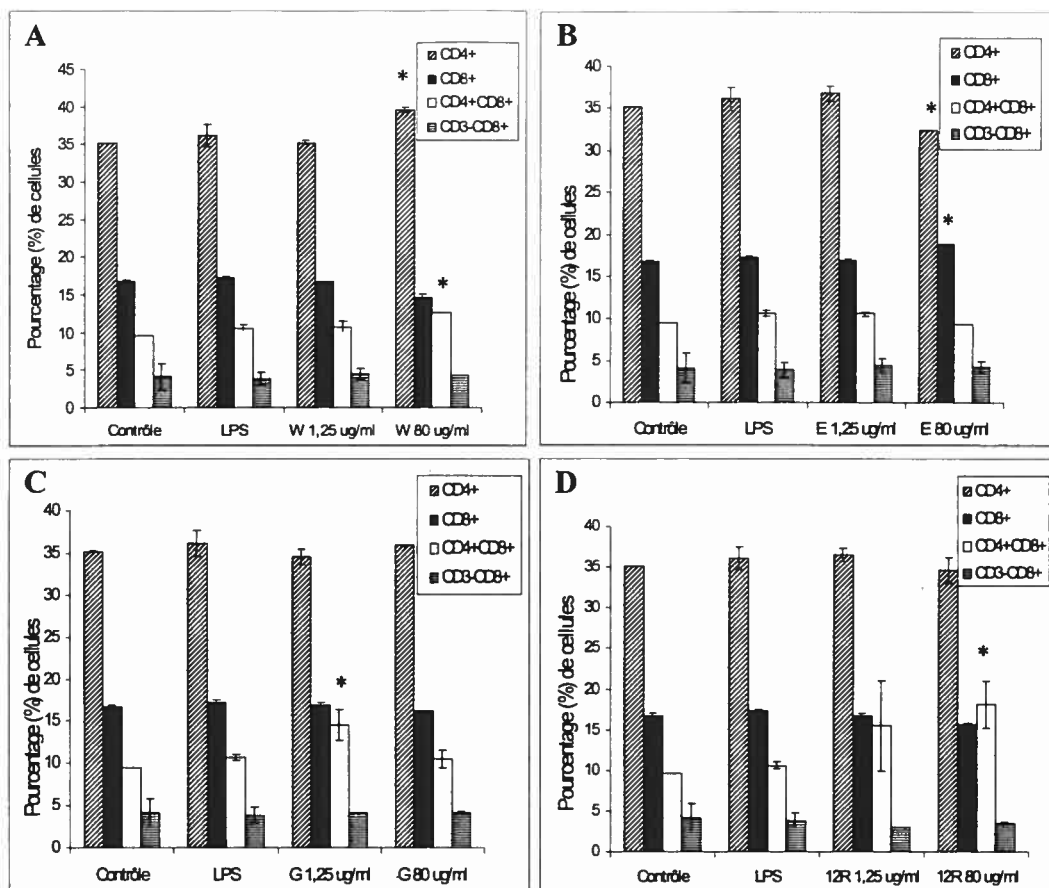 A
CD4+
CD8+
CD4+CD8+
CD3-CD8+
Pourcentage (%) de cellules
45
40
35
30
25
20
15
10
5
0
*
*
Contrôle LPS W 1,25 ug/ml W 80 ug/ml
B
CD4+
CD8+
CD4+CD8+
CD3-CD8+
Pourcentage (%) de cellules
40
35
30
25
20
15
10
5
0
*
*
Contrôle LPS E 1,25 ug/ml E 80 ug/ml
C
CD4+
CD8+
CD4+CD8+
CD3-CD8+
Pourcentage (%) de cellules
40
35
30
25
20
15
10
5
0
*
Contrôle LPS G 1,25 ug/ml G 80 ug/ml
D
CD4+
CD8+
CD4+CD8+
CD3-CD8+
Pourcentage (%) de cellules
40
35
30
25
20
15
10
5
0
*
Contrôle LPS 12R 1,25 ug/ml 12R 80 ug/ml